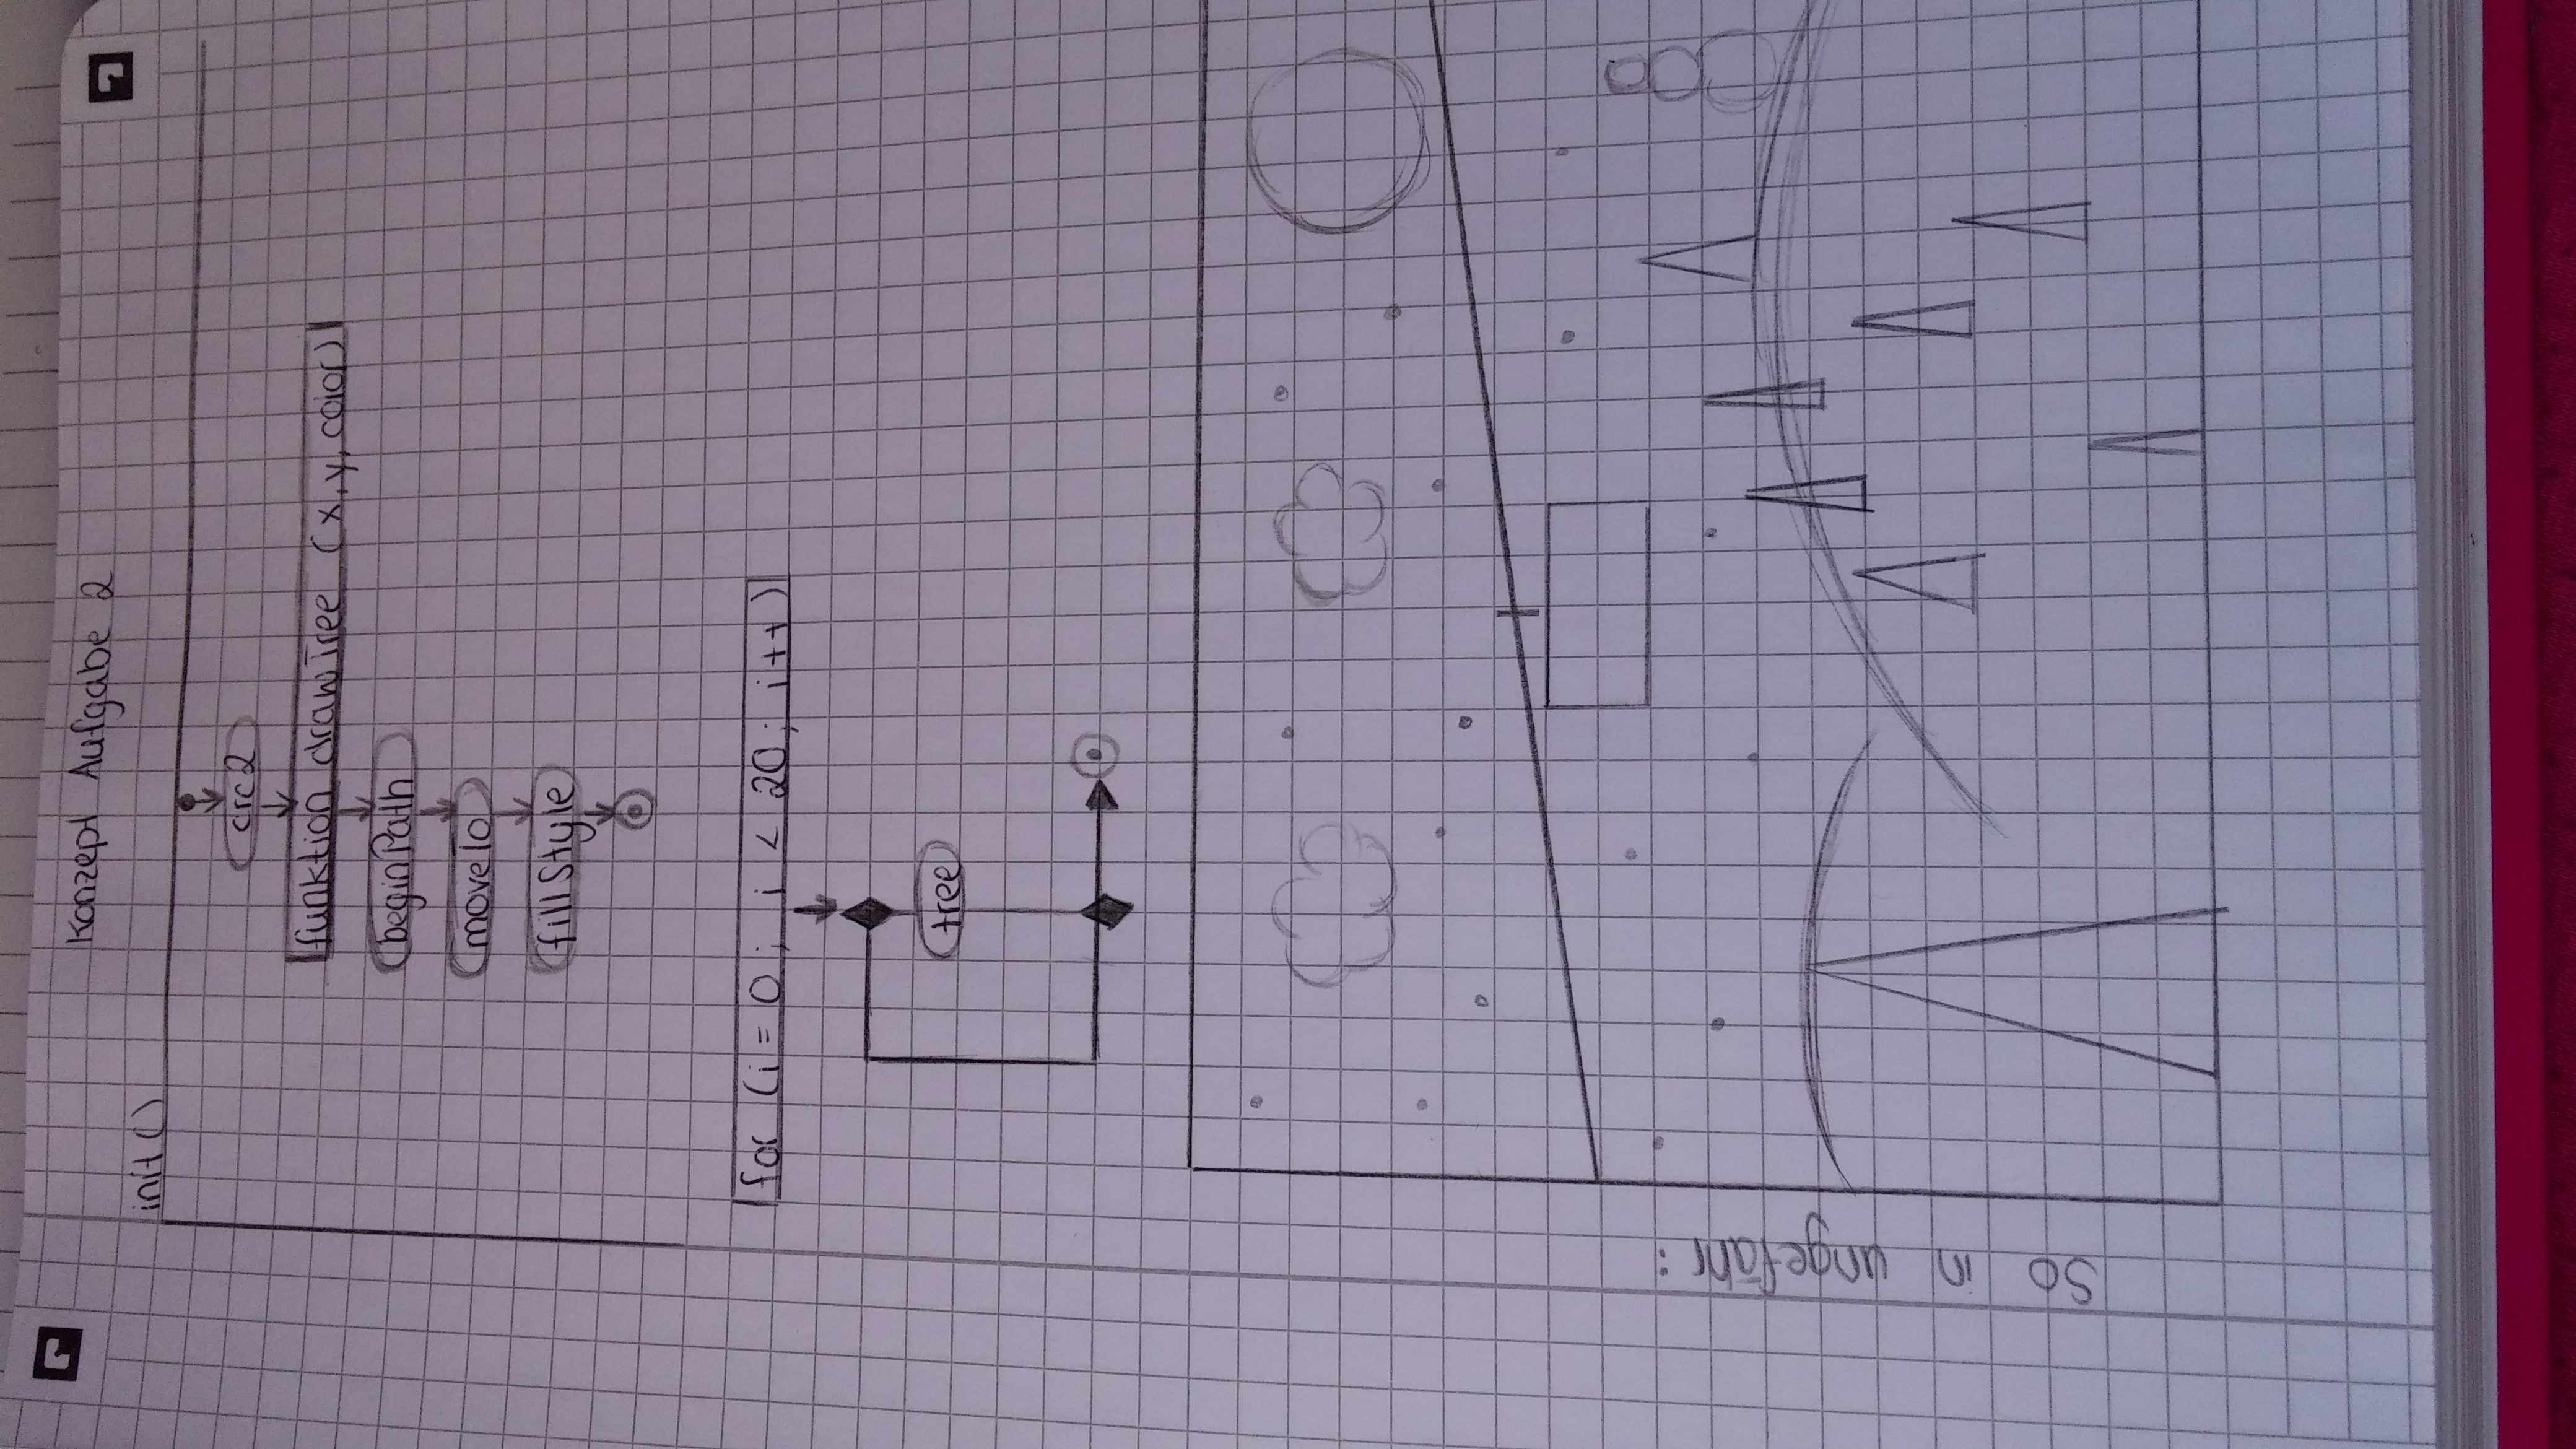 Konzept Aufgabe 2
init()
crc2
funktion drawTree (x, y, color)
beginPath
moveTo
fillStyle
for (i = 0; i < 20; i++)
tree
So in ungefähr: